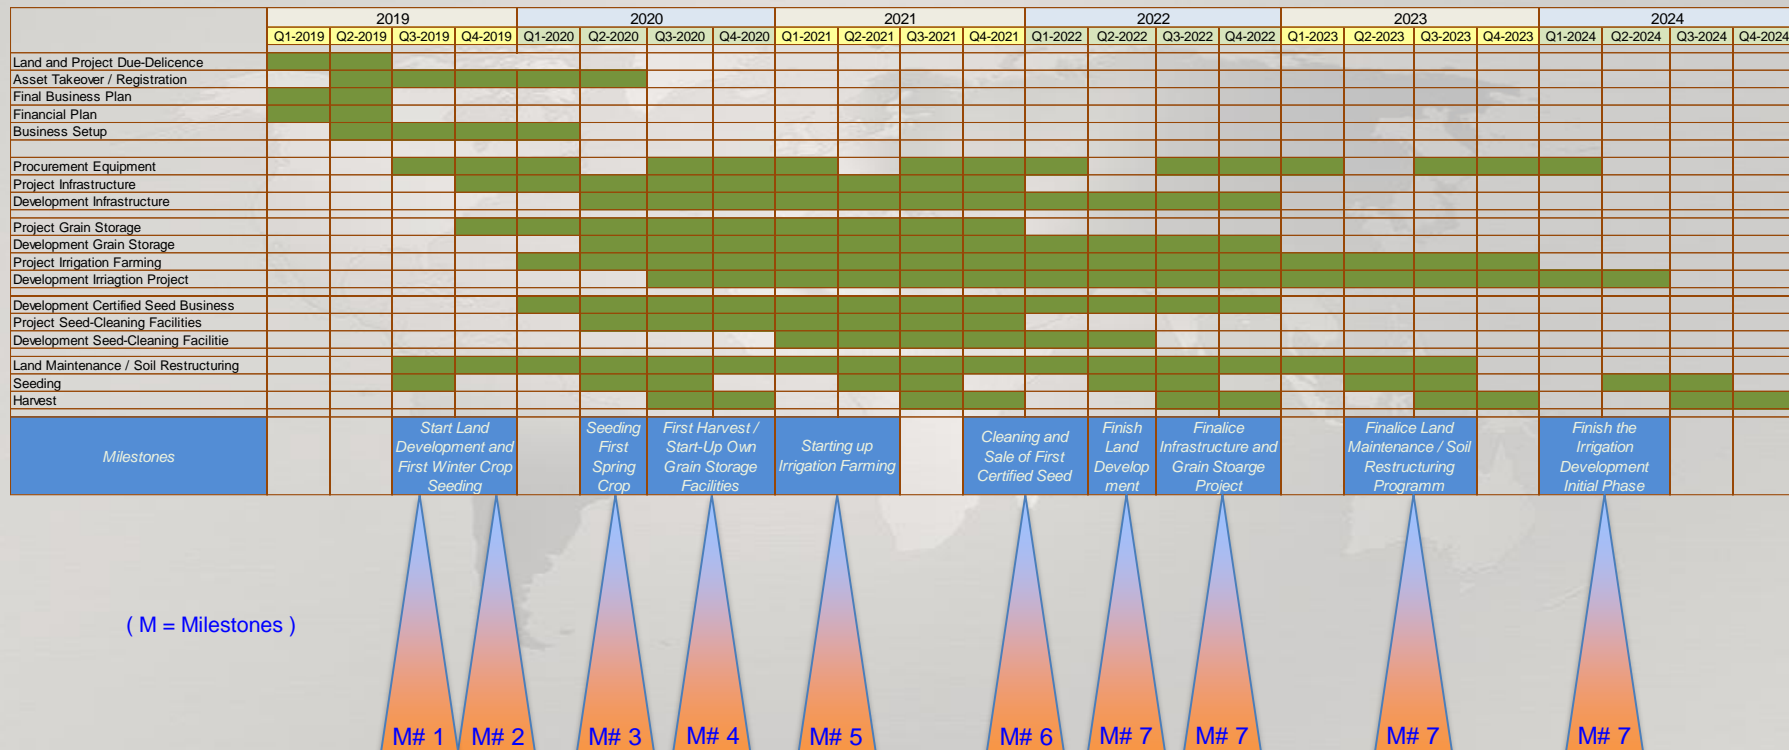 2019 2020 2021 2022 2023 2024
Q1-2019 Q2-2019 Q3-2019 Q4-2019 Q1-2020 Q2-2020 Q3-2020 Q4-2020 Q1-2021 Q2-2021 Q3-2021 Q4-2021 Q1-2022 Q2-2022 Q3-2022 Q4-2022 Q1-2023 Q2-2023 Q3-2023 Q4-2023 Q1-2024 Q2-2024 Q3-2024 Q4-2024
Land and Project Due-Delicence
Asset Takeover / Registration
Final Business Plan
Financial Plan
Business Setup
Procurement Equipment
Project Infrastructure
Development Infrastructure
Project Grain Storage
Development Grain Storage
Project Irrigation Farming
Development Irriagtion Project
Development Certified Seed Business
Project Seed-Cleaning Facilities
Development Seed-Cleaning Facilitie
Land Maintenance / Soil Restructuring
Seeding
Harvest
Milestones
Start Land
Development and
First Winter Crop
Seeding
Seeding
First
Spring
Crop
First Harvest /
Start-Up Own
Grain Storage
Facilities
Starting up
Irrigation Farming
Cleaning and
Sale of First
Certified Seed
Finish
Land
Develop
ment
Finalice
Infrastructure and
Grain Stoarge
Project
Finalice Land
Maintenance / Soil
Restructuring
Programm
Finish the
Irrigation
Development
Initial Phase
( M = Milestones )
M# 1 M# 2 M# 3 M# 4 M# 5 M# 6 M# 7 M# 7 M# 7 M# 7